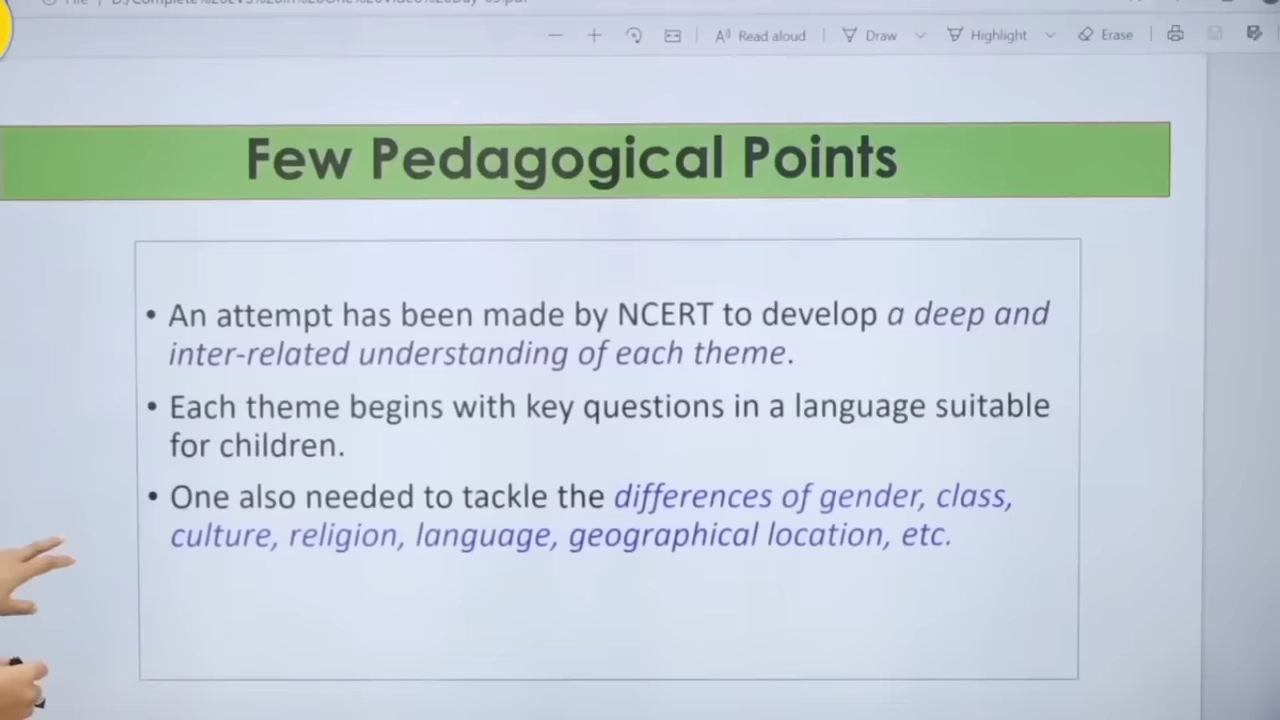 Read aloud
Draw
Highlight
Erase
Few Pedagogical Points
• An attempt has been made by NCERT to develop a deep and
inter-related understanding of each theme.
• Each theme begins with key questions in a language suitable
for children.
• One also needed to tackle the differences of gender, class,
culture, religion, language, geographical location, etc.